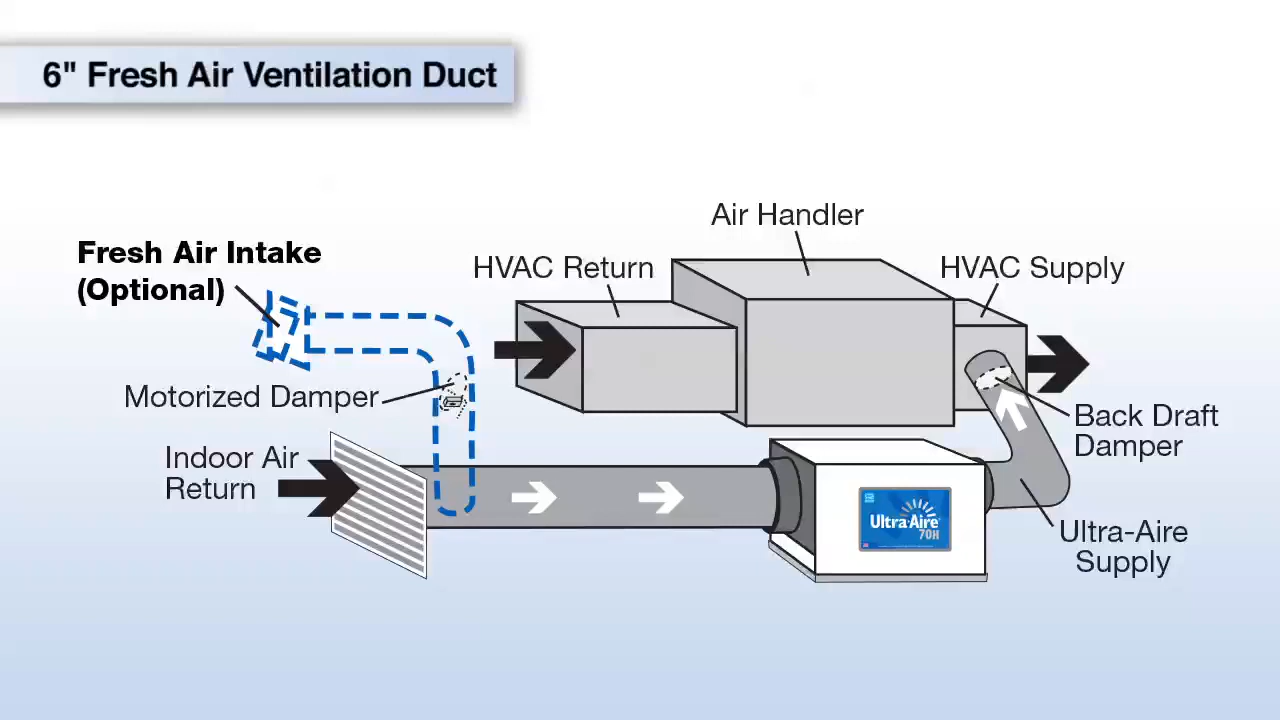 6" Fresh Air Ventilation Duct
Air Handler
Fresh Air Intake
(Optional)
HVAC Return
HVAC Supply
Motorized Damper
Back Draft
Damper
Indoor Air
Return
Ultra-Aire
70H
Ultra-Aire
Supply